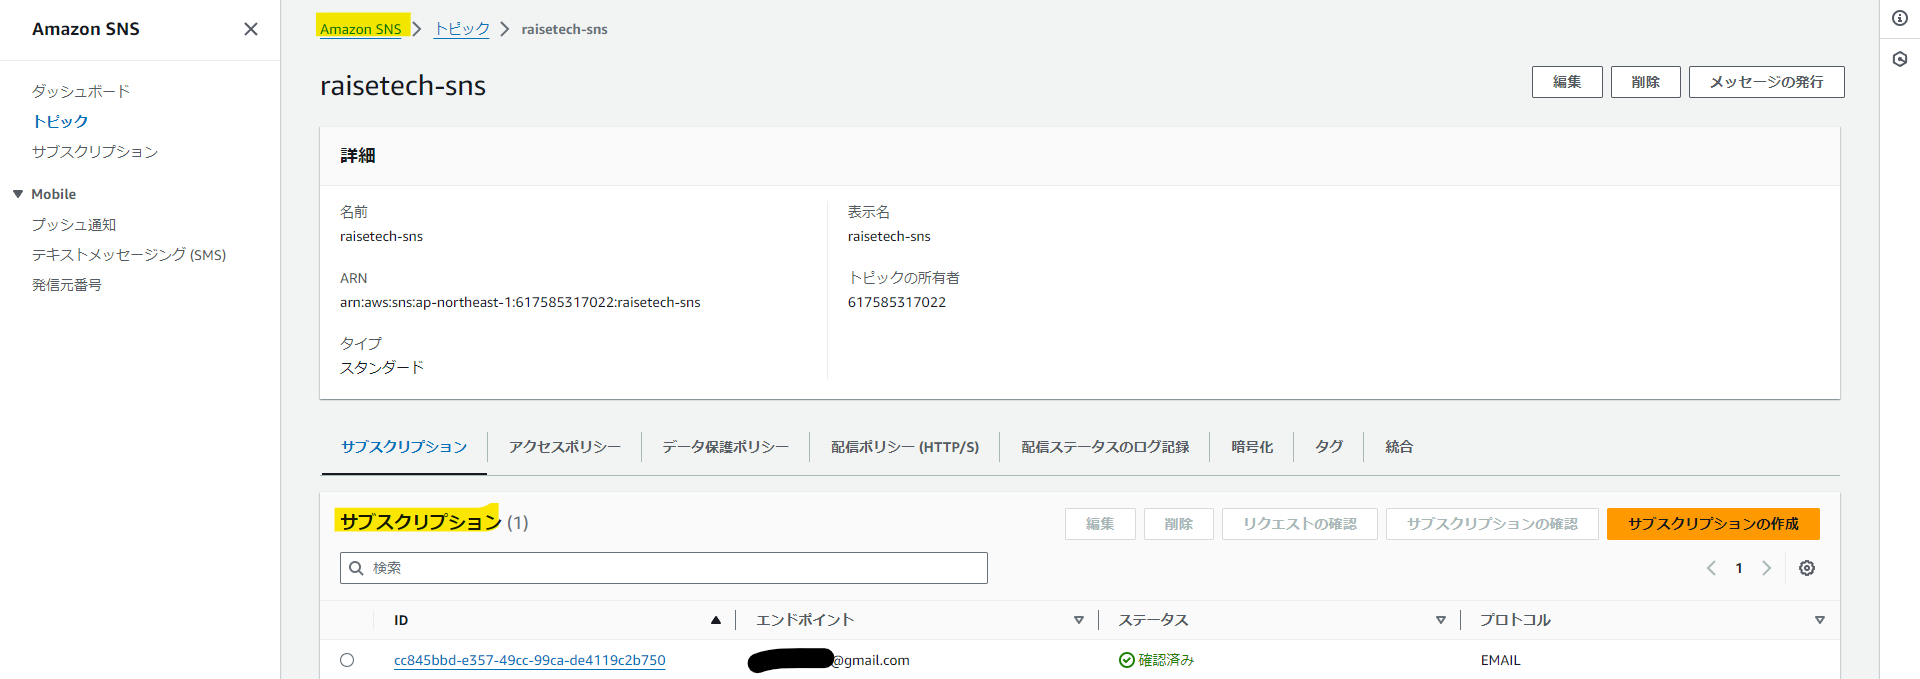 Amazon SNS
ダッシュボード
トピック
サブスクリプション
Mobile
プッシュ通知
テキストメッセージング (SMS)
発信元番号
Amazon SNS トピック raisetech-sns
raisetech-sns
編集 削除 メッセージの発行
詳細
名前
raisetech-sns
ARN
arn:aws:sns:ap-northeast-1:617585317022:raisetech-sns
タイプ
スタンダード
表示名
raisetech-sns
トピックの所有者
617585317022
サブスクリプション アクセスポリシー データ保護ポリシー 配信ポリシー (HTTP/S) 配信ステータスのログ記録 暗号化 タグ 統合
サブスクリプション (1)
編集 削除 リクエストの確認 サブスクリプションの確認 サブスクリプションの作成
検索
1
ID エンドポイント ステータス プロトコル
cc845bbd-e357-49cc-99ca-de4119c2b750 @gmail.com 確認済み EMAIL